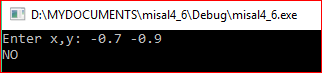 D:\MYDOCUMENTS\misal4_6\Debug\misal4_6.exe
Enter x,y: -0.7 -0.9
NO